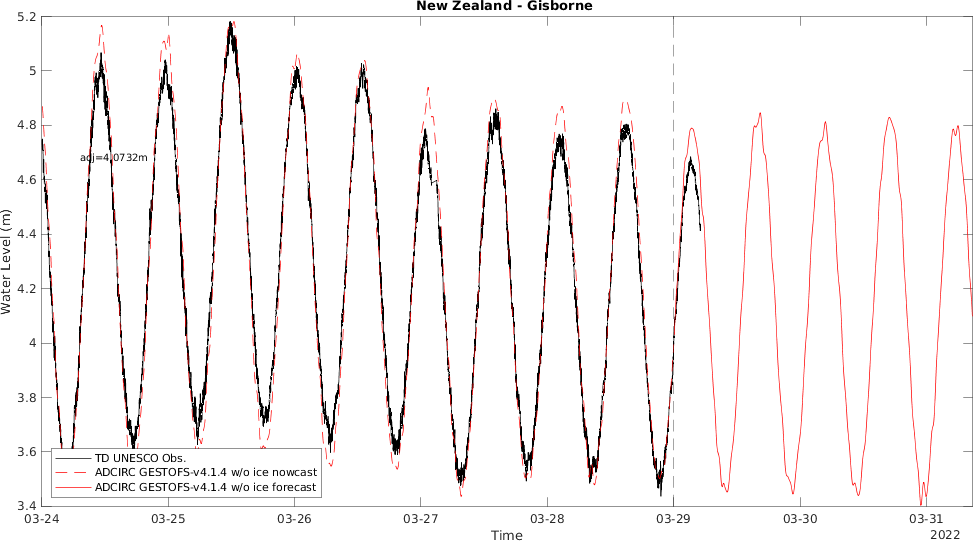 New Zealand - Gisborne
5.2
5
4.8
4.6
4.4
4.2
4
3.8
3.6
3.4
Water Level (m)
adj=4.0732m
TD UNESCO Obs.
ADCIRC GESTOFS-v4.1.4 w/o ice nowcast
ADCIRC GESTOFS-v4.1.4 w/o ice forecast
03-24 03-25 03-26 03-27 03-28 03-29 03-30 03-31
Time
2022